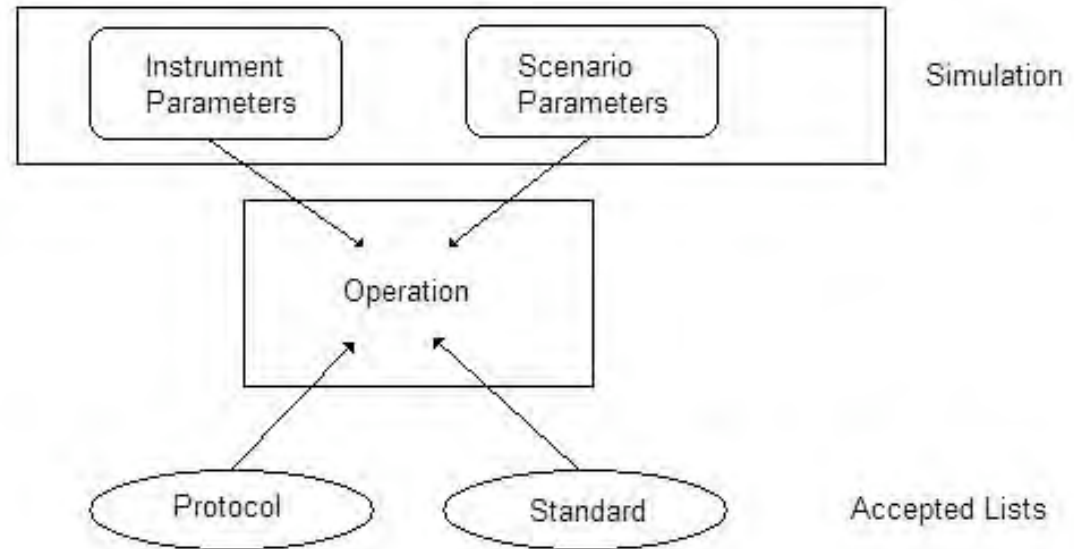 Instrument
Parameters
Scenario
Parameters
Simulation
Operation
Protocol
Standard
Accepted Lists